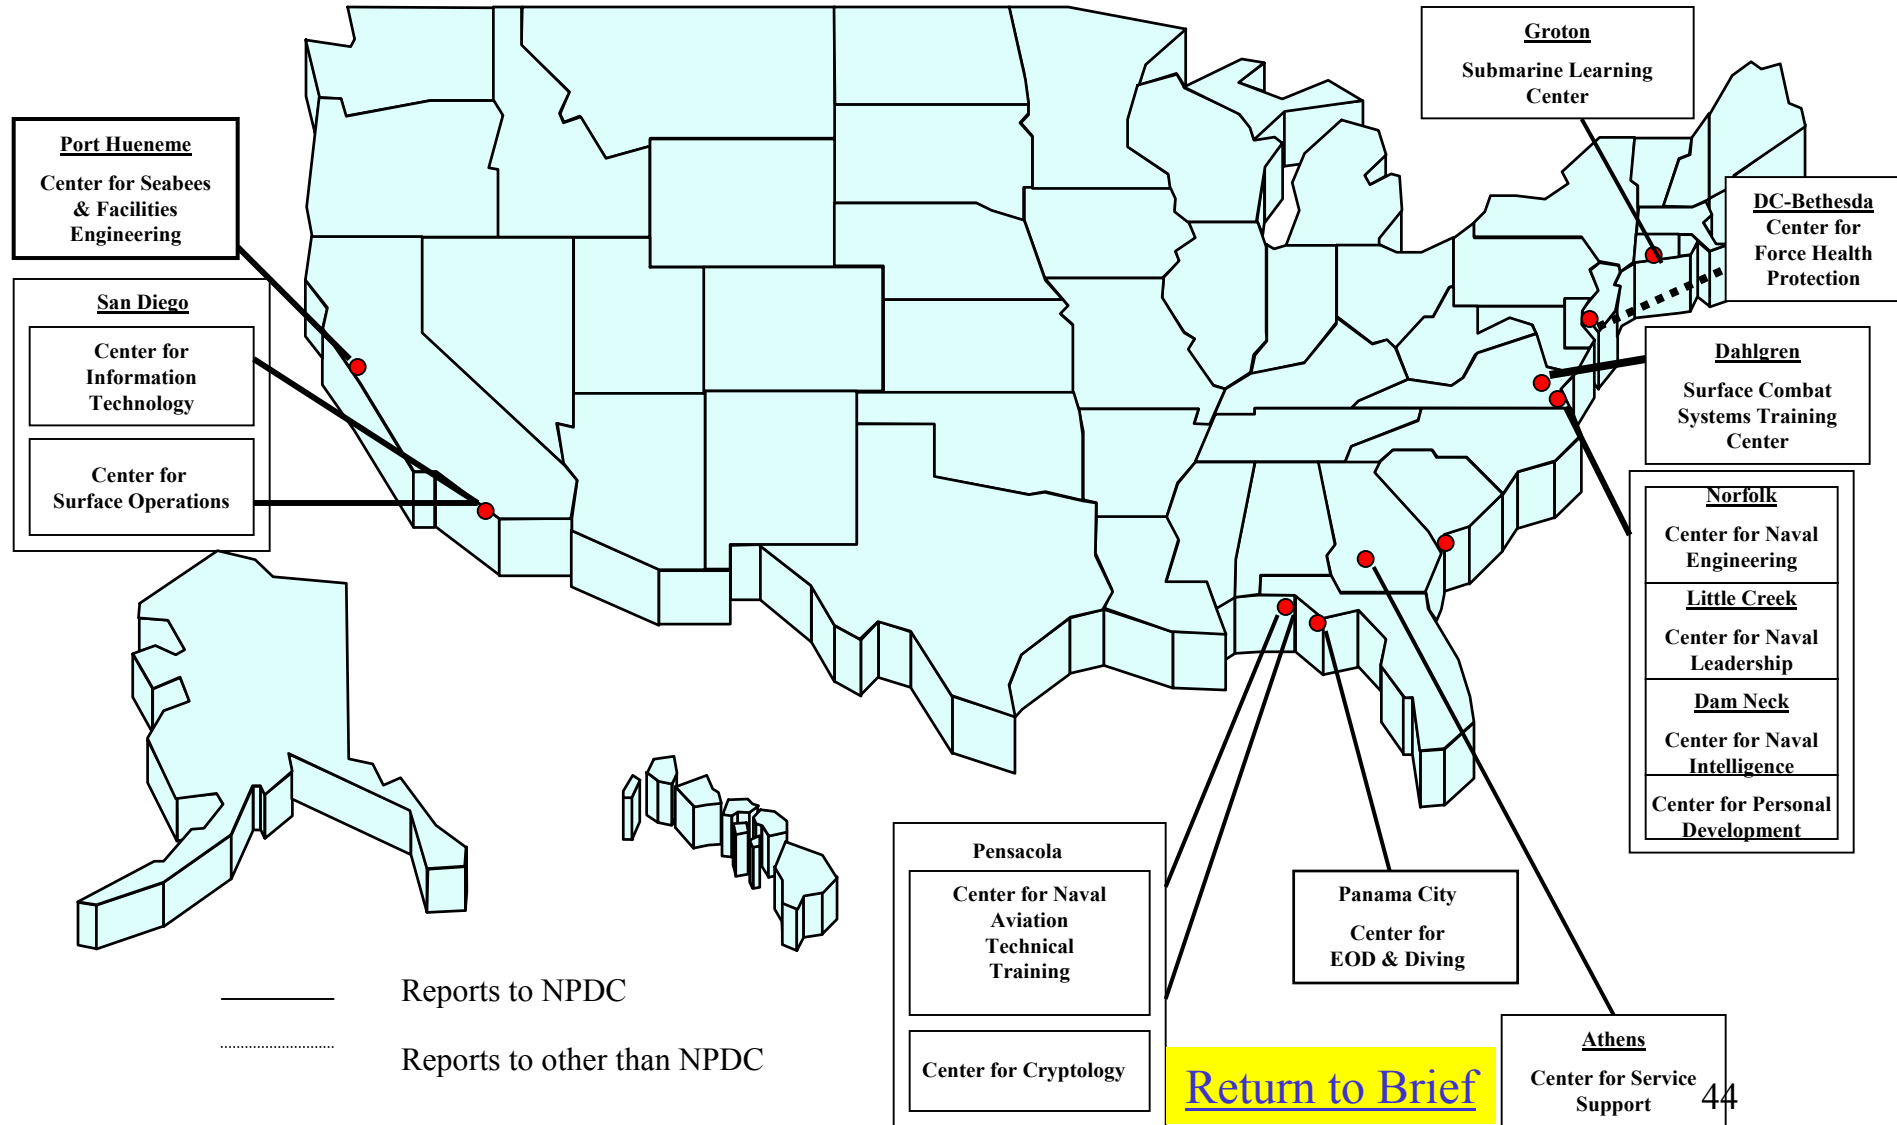 Groton
Submarine Learning
Center
Port Hueneme
Center for Seabees
& Facilities
Engineering
DC-Bethesda
Center for
Force Health
Protection
San Diego
Center for
Information
Technology
Center for
Surface Operations
Dahlgren
Surface Combat
Systems Training
Center
Norfolk
Center for Naval
Engineering
Little Creek
Center for Naval
Leadership
Dam Neck
Center for Naval
Intelligence
Center for Personal
Development
Pensacola
Center for Naval
Aviation
Technical
Training
Center for Cryptology
Panama City
Center for
EOD & Diving
Reports to NPDC
Reports to other than NPDC
Return to Brief
Athens
Center for Service
Support
44